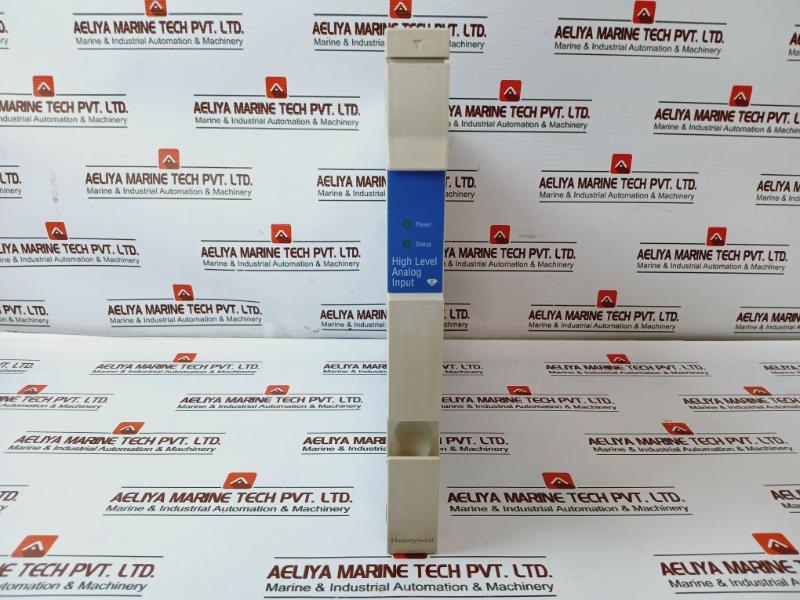 AELIYA MARINE TECH PVT. LTD.
Marine & Industrial Automation & Machinery
Power
Status
High Level
Analog
Input
Honeywell